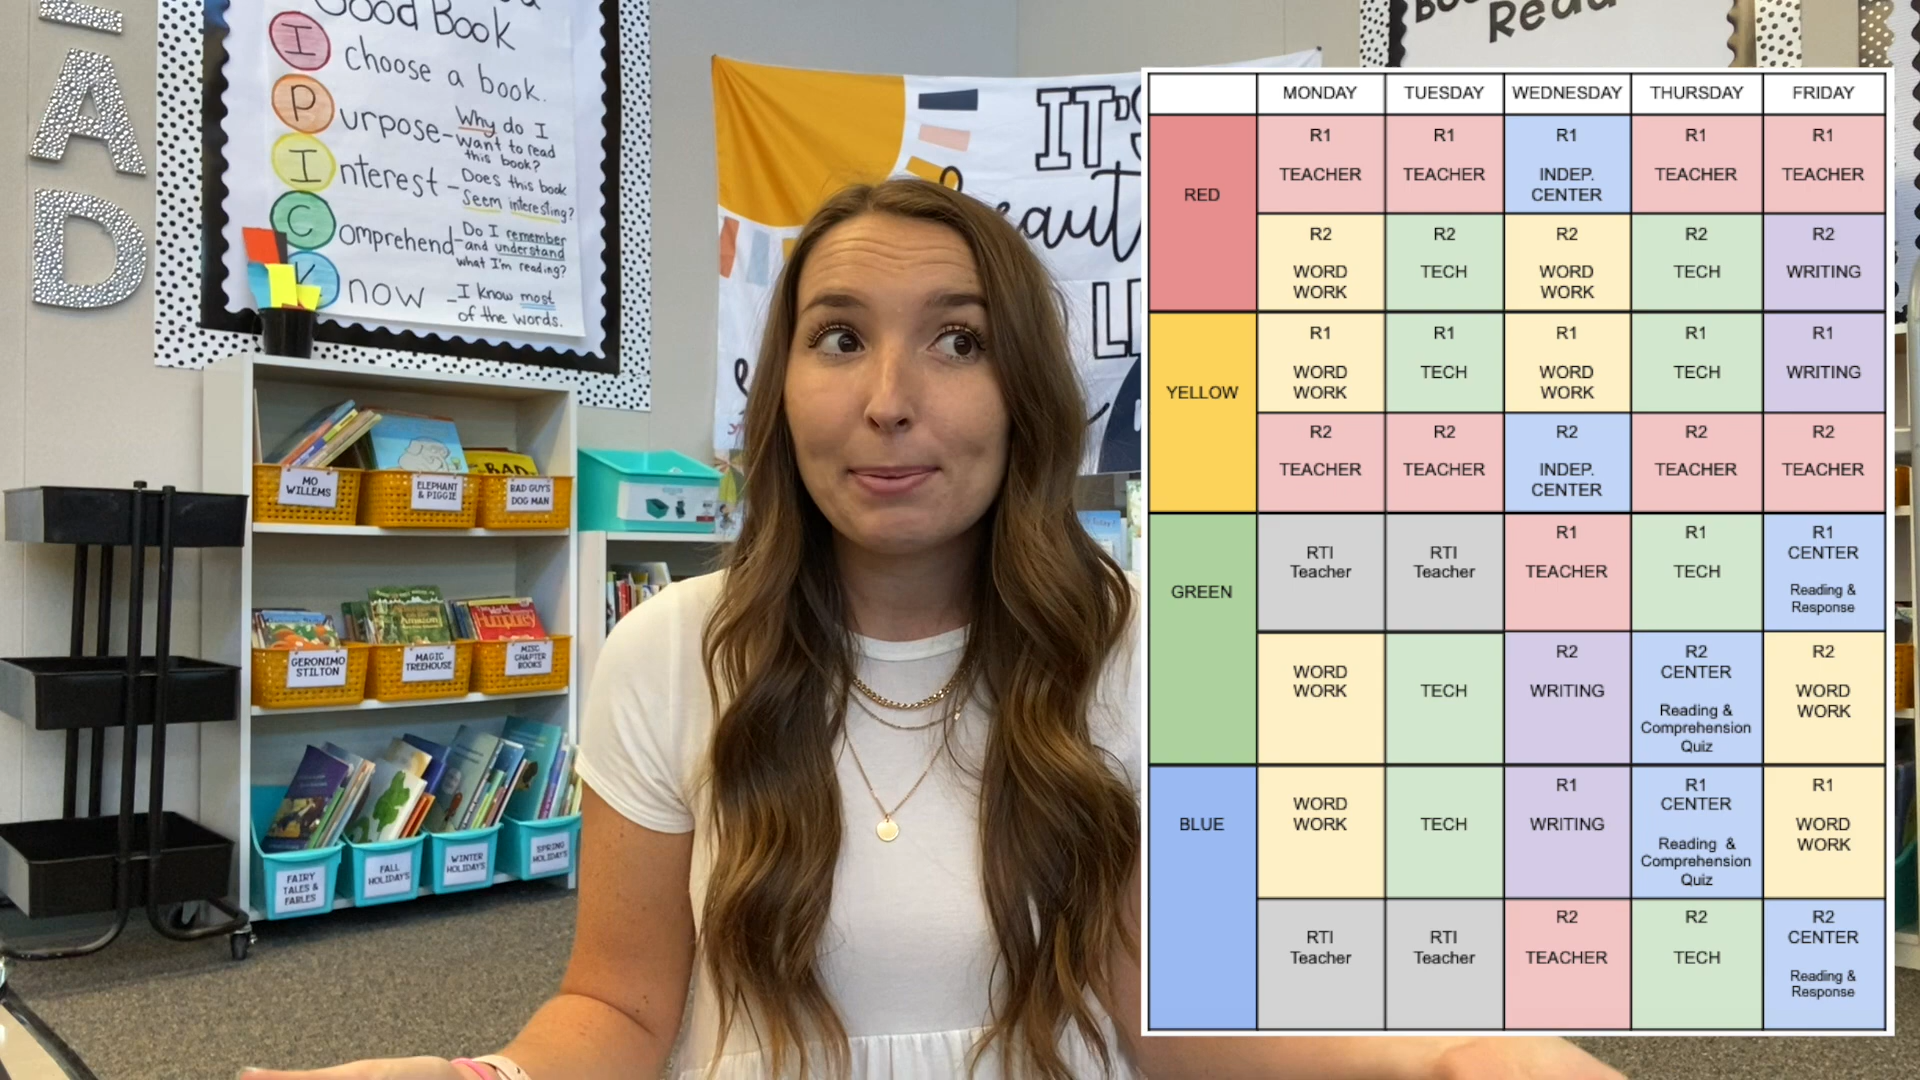 AD
Good Book
I choose a book.
Purpose - Why do I
want to read
this book?
Interest - Does this book
seem interesting?
Comprehend - Do I remember
and understand
what I'm reading?
Know - I know most
of the words.
IT'S
Read
MO
WILLEMS
ELEPHANT
& PIGGIE
BAD GUYS
DOG MAN
BAD
GERONIMO
STILTON
MAGIC
TREEHOUSE
MISC.
CHAPTER
BOOKS
FAIRY
TALES &
FABLES
FALL
HOLIDAYS
WINTER
HOLIDAYS
SPRING
HOLIDAYS
MONDAY TUESDAY WEDNESDAY THURSDAY FRIDAY
RED
R1 R1 R1 R1 R1
TEACHER TEACHER INDEP. TEACHER TEACHER
CENTER
R2 R2 R2 R2 R2
WORD TECH WORD TECH WRITING
WORK WORK
YELLOW
R1 R1 R1 R1 R1
WORD TECH WORD TECH WRITING
WORK WORK
R2 R2 R2 R2 R2
TEACHER TEACHER INDEP. TEACHER TEACHER
CENTER
GREEN
RTI RTI R1 R1 R1
Teacher Teacher TEACHER TECH CENTER
Reading &
Response
WORD TECH R2 R2 R2
WORK WRITING CENTER WORD
Reading & WORK
Comprehension
Quiz
BLUE
WORD TECH R1 R1 R1
WORK WRITING CENTER WORD
Reading & WORK
Comprehension
Quiz
RTI RTI R2 R2 R2
Teacher Teacher TEACHER TECH CENTER
Reading &
Response